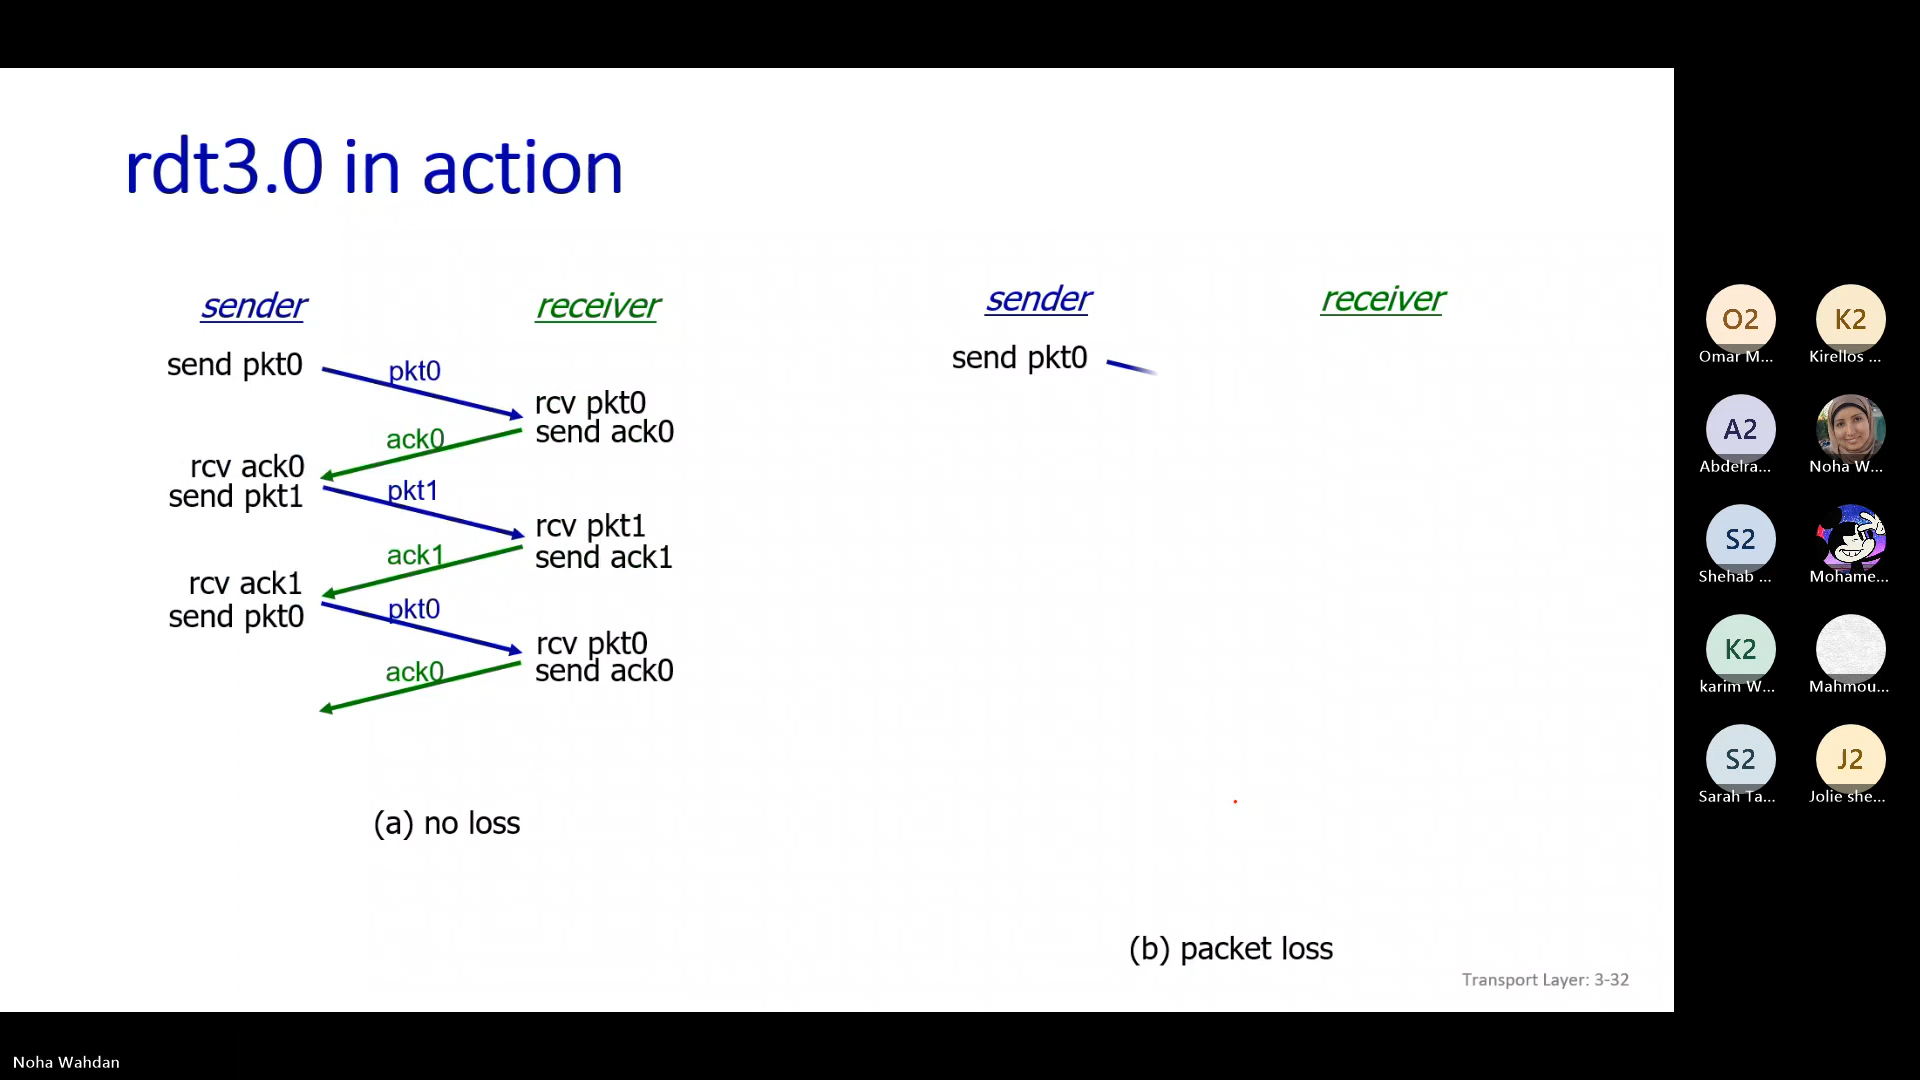 rdt3.0 in action
sender
receiver
send pkt0
pkt0
rcv pkt0
send ack0
ack0
rcv ack0
send pkt1
pkt1
rcv pkt1
send ack1
ack1
rcv ack1
send pkt0
pkt0
rcv pkt0
send ack0
ack0
(a) no loss
sender
receiver
send pkt0
(b) packet loss
Transport Layer: 3-32
O2
Omar M...
K2
Kirellos ...
A2
Abdelra...
Noha W...
S2
Shehab ...
Mohame...
K2
karim W...
Mahmou...
S2
Sarah Ta...
J2
Jolie she...
Noha Wahdan